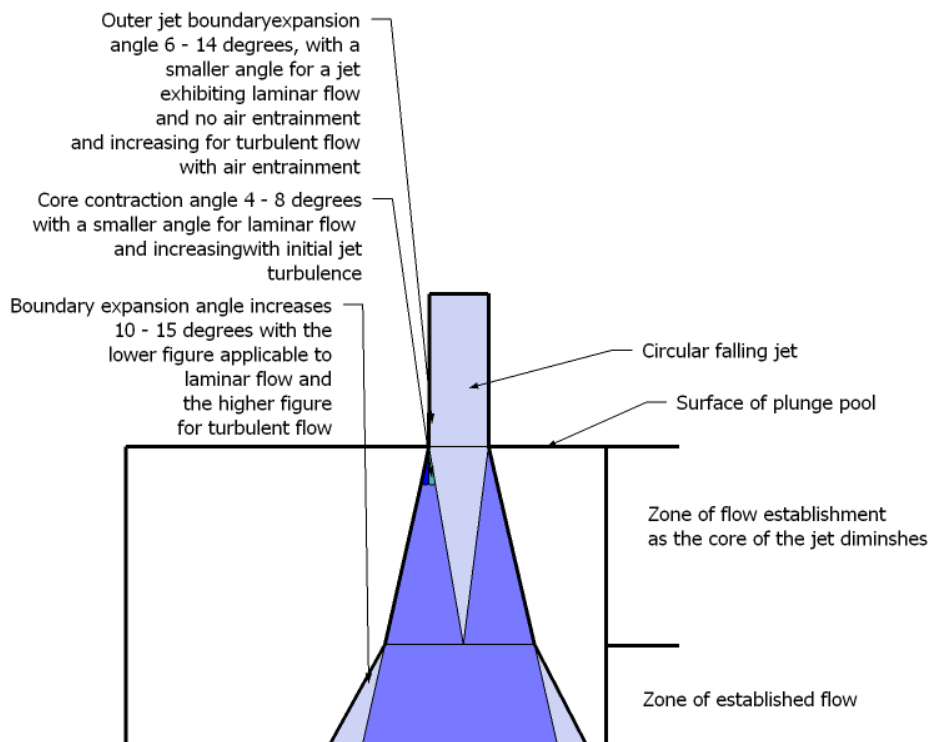 Outer jet boundaryexpansion
angle 6 - 14 degrees, with a
smaller angle for a jet
exhibiting laminar flow
and no air entrainment
and increasing for turbulent flow
with air entrainment
Core contraction angle 4 - 8 degrees
with a smaller angle for laminar flow
and increasingwith initial jet
turbulence
Boundary expansion angle increases
10 - 15 degrees with the
lower figure applicable to
laminar flow and
the higher figure
for turbulent flow
Circular falling jet
Surface of plunge pool
Zone of flow establishment
as the core of the jet diminshes
Zone of established flow